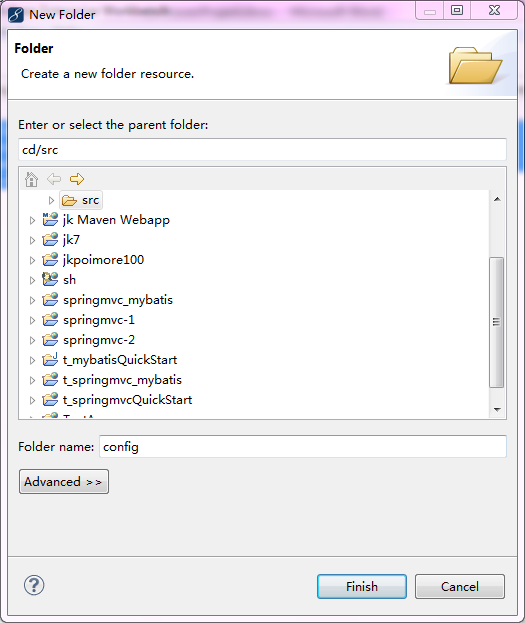 New Folder
Folder
Create a new folder resource.
Enter or select the parent folder:
cd/src
src
jk Maven Webapp
jk7
jkpoimore100
sh
springmvc_mybatis
springmvc-1
springmvc-2
t_mybatisQuickStart
t_springmvc_mybatis
t_springmvcQuickStart
Folder name: config
Advanced >>
Finish Cancel